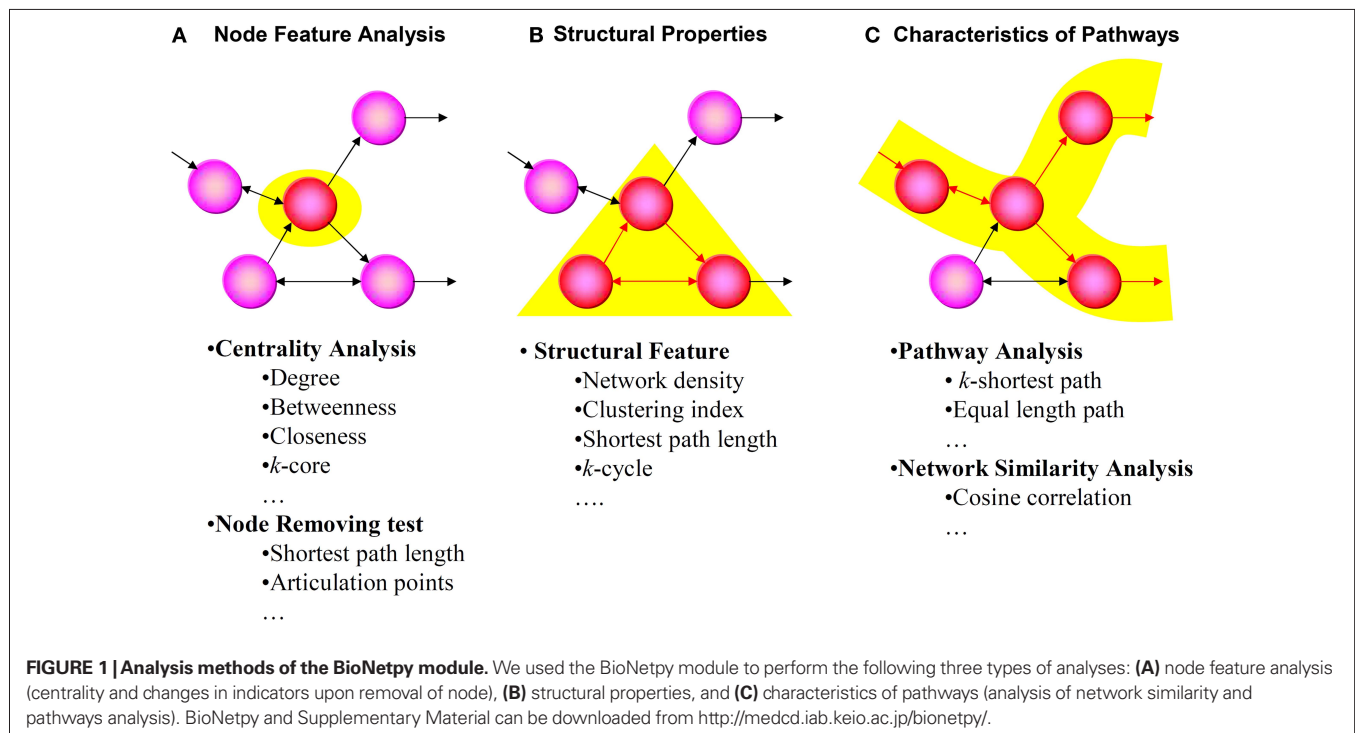 A Node Feature Analysis
B Structural Properties
C Characteristics of Pathways
•Centrality Analysis
•Degree
•Betweenness
•Closeness
•k-core
…
•Node Removing test
•Shortest path length
•Articulation points
…
• Structural Feature
•Network density
•Clustering index
•Shortest path length
•k-cycle
….
•Pathway Analysis
• k-shortest path
•Equal length path
…
•Network Similarity Analysis
•Cosine correlation
…
FIGURE 1 | Analysis methods of the BioNetpy module. We used the BioNetpy module to perform the following three types of analyses: (A) node feature analysis
(centrality and changes in indicators upon removal of node), (B) structural properties, and (C) characteristics of pathways (analysis of network similarity and
pathways analysis). BioNetpy and Supplementary Material can be downloaded from http://medcd.iab.keio.ac.jp/bionetpy/.